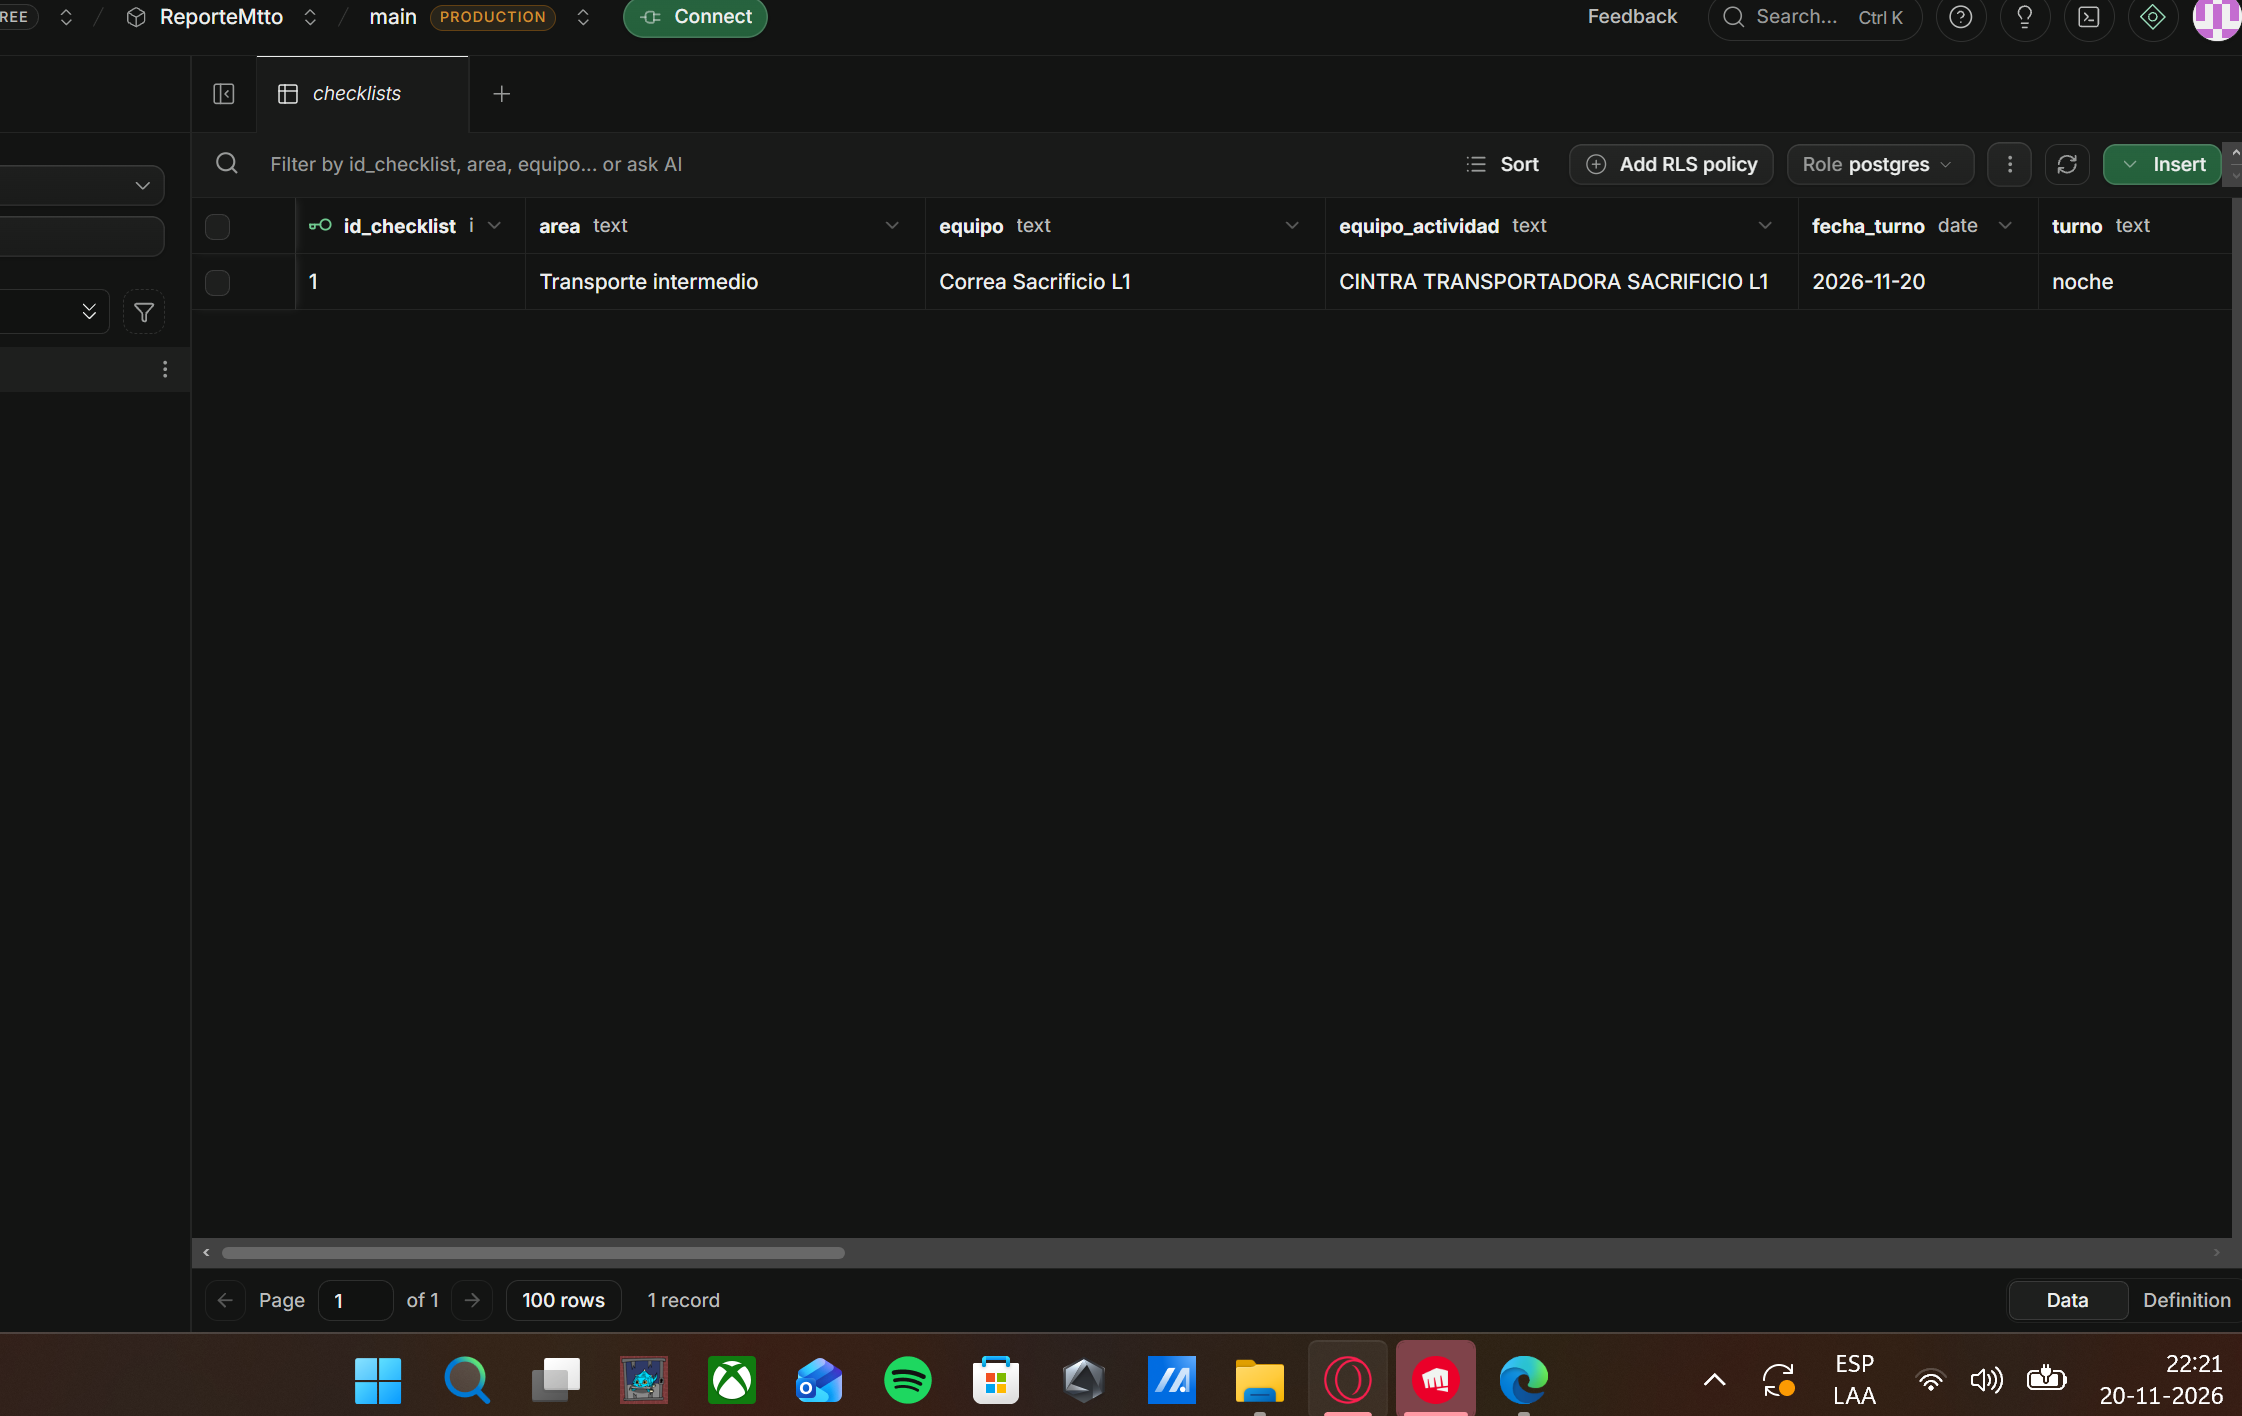 REE
ReporteMtto
main
PRODUCTION
Connect
Feedback
Search...
Ctrl K
checklists
Filter by id_checklist, area, equipo... or ask AI
Sort
Add RLS policy
Role postgres
Insert
id_checklist i
area text
equipo text
equipo_actividad text
fecha_turno date
turno text
1
Transporte intermedio
Correa Sacrificio L1
CINTRA TRANSPORTADORA SACRIFICIO L1
2026-11-20
noche
Page
1
of 1
100 rows
1 record
Data
Definition
ESP
LAA
22:21
20-11-2026